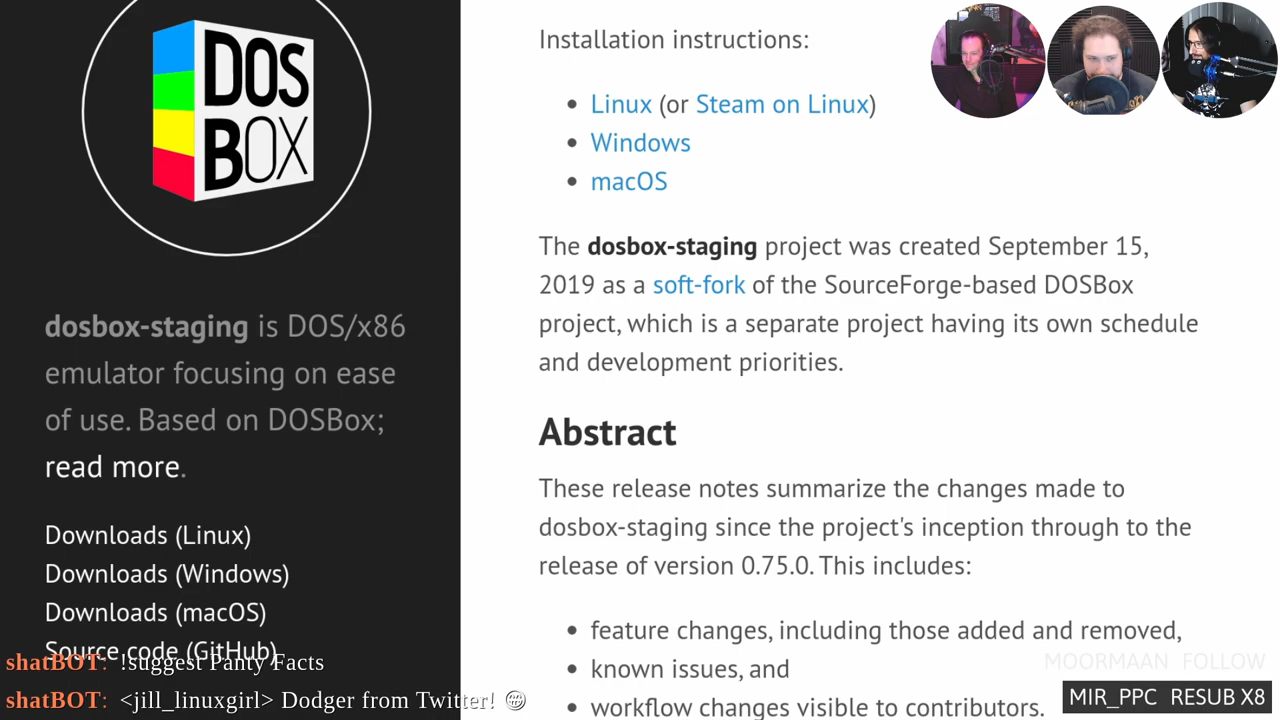 DOS
BOX
dosbox-staging is DOS/x86
emulator focusing on ease
of use. Based on DOSBox;
read more.
Downloads (Linux)
Downloads (Windows)
Downloads (macOS)
Source code (GitHub)
Installation instructions:
• Linux (or Steam on Linux)
• Windows
• macOS
The dosbox-staging project was created September 15,
2019 as a soft-fork of the SourceForge-based DOSBox
project, which is a separate project having its own schedule
and development priorities.
Abstract
These release notes summarize the changes made to
dosbox-staging since the project's inception through to the
release of version 0.75.0. This includes:
• feature changes, including those added and removed,
• known issues, and
• workflow changes visible to contributors.
shatBOT: !suggest Panty Facts
shatBOT: <jill_linuxgirl> Dodger from Twitter! 😁
MOORMAAN FOLLOW
MIR_PPC RESUB X8